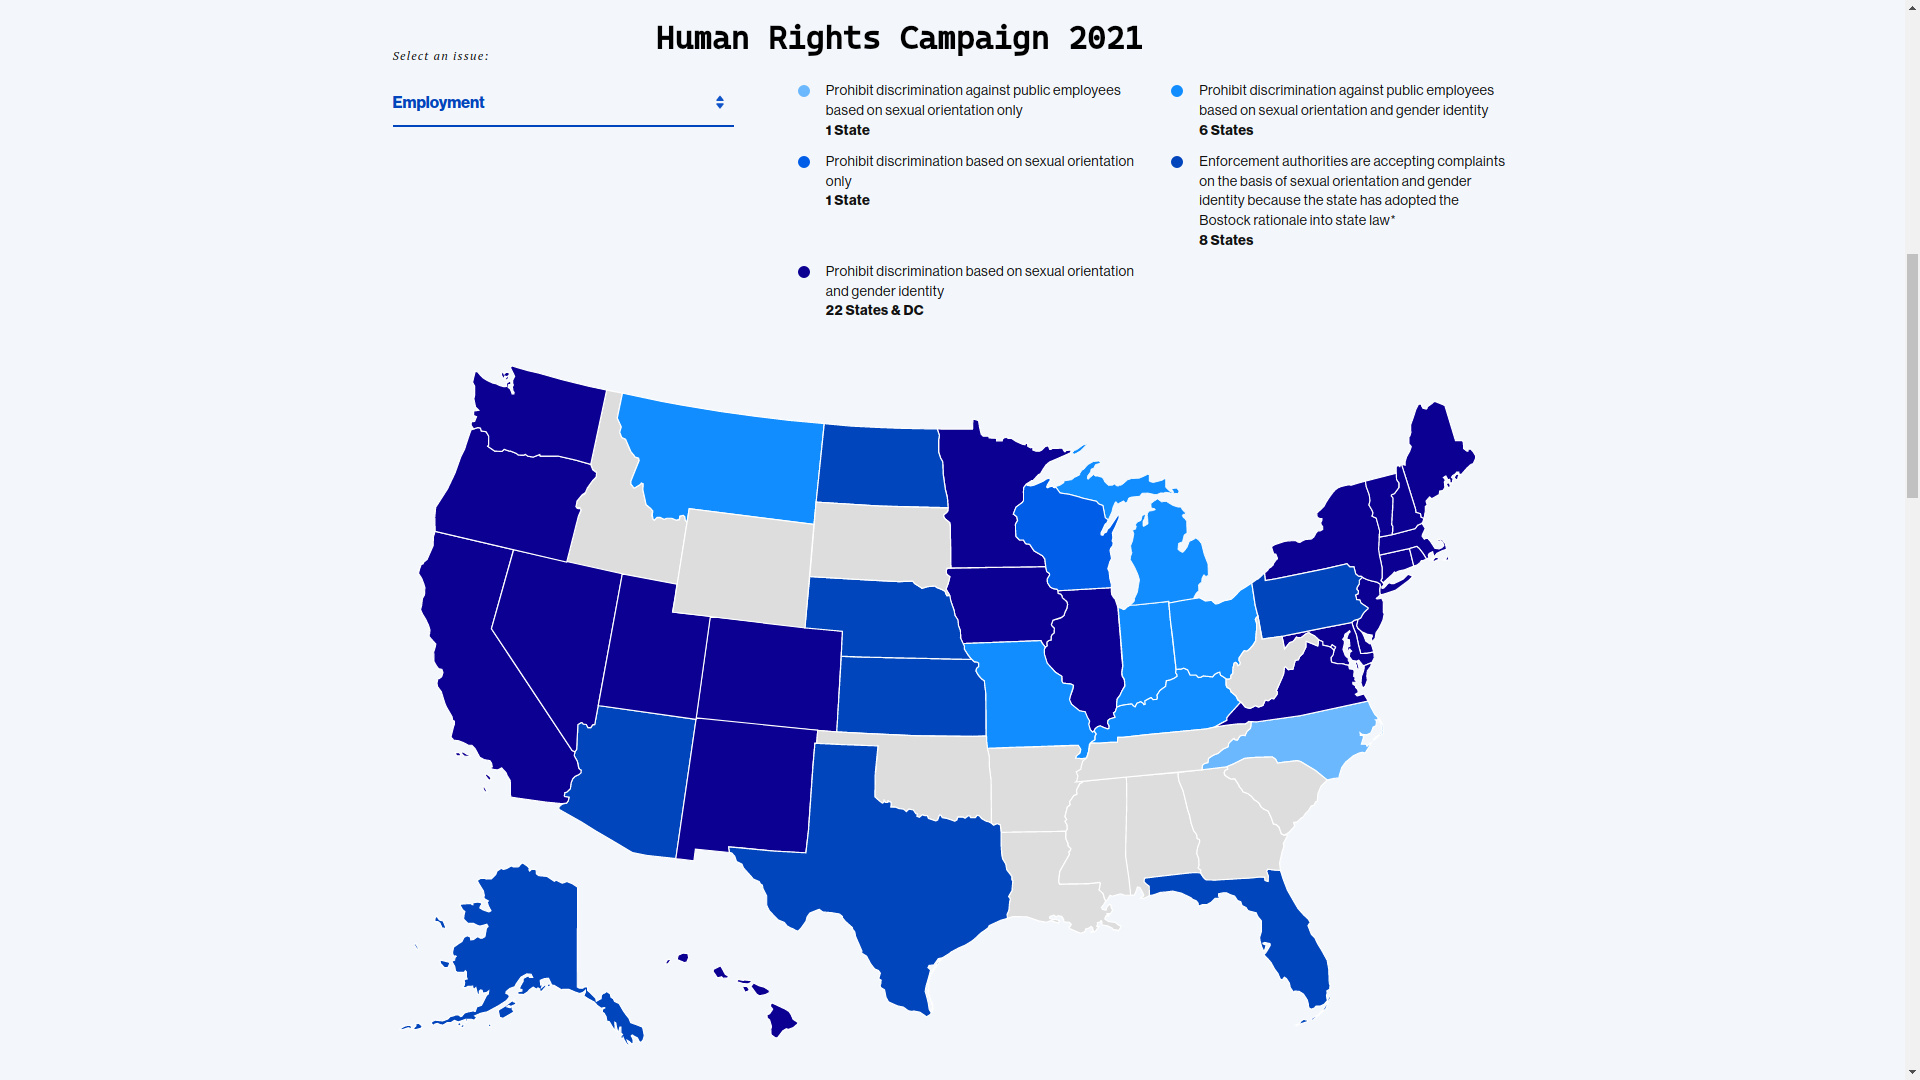 Human Rights Campaign 2021
Select an issue:
Employment
Prohibit discrimination against public employees
based on sexual orientation only
1 State
Prohibit discrimination against public employees
based on sexual orientation and gender identity
6 States
Prohibit discrimination based on sexual orientation
only
1 State
Enforcement authorities are accepting complaints
on the basis of sexual orientation and gender
identity because the state has adopted the
Bostock rationale into state law*
8 States
Prohibit discrimination based on sexual orientation
and gender identity
22 States & DC